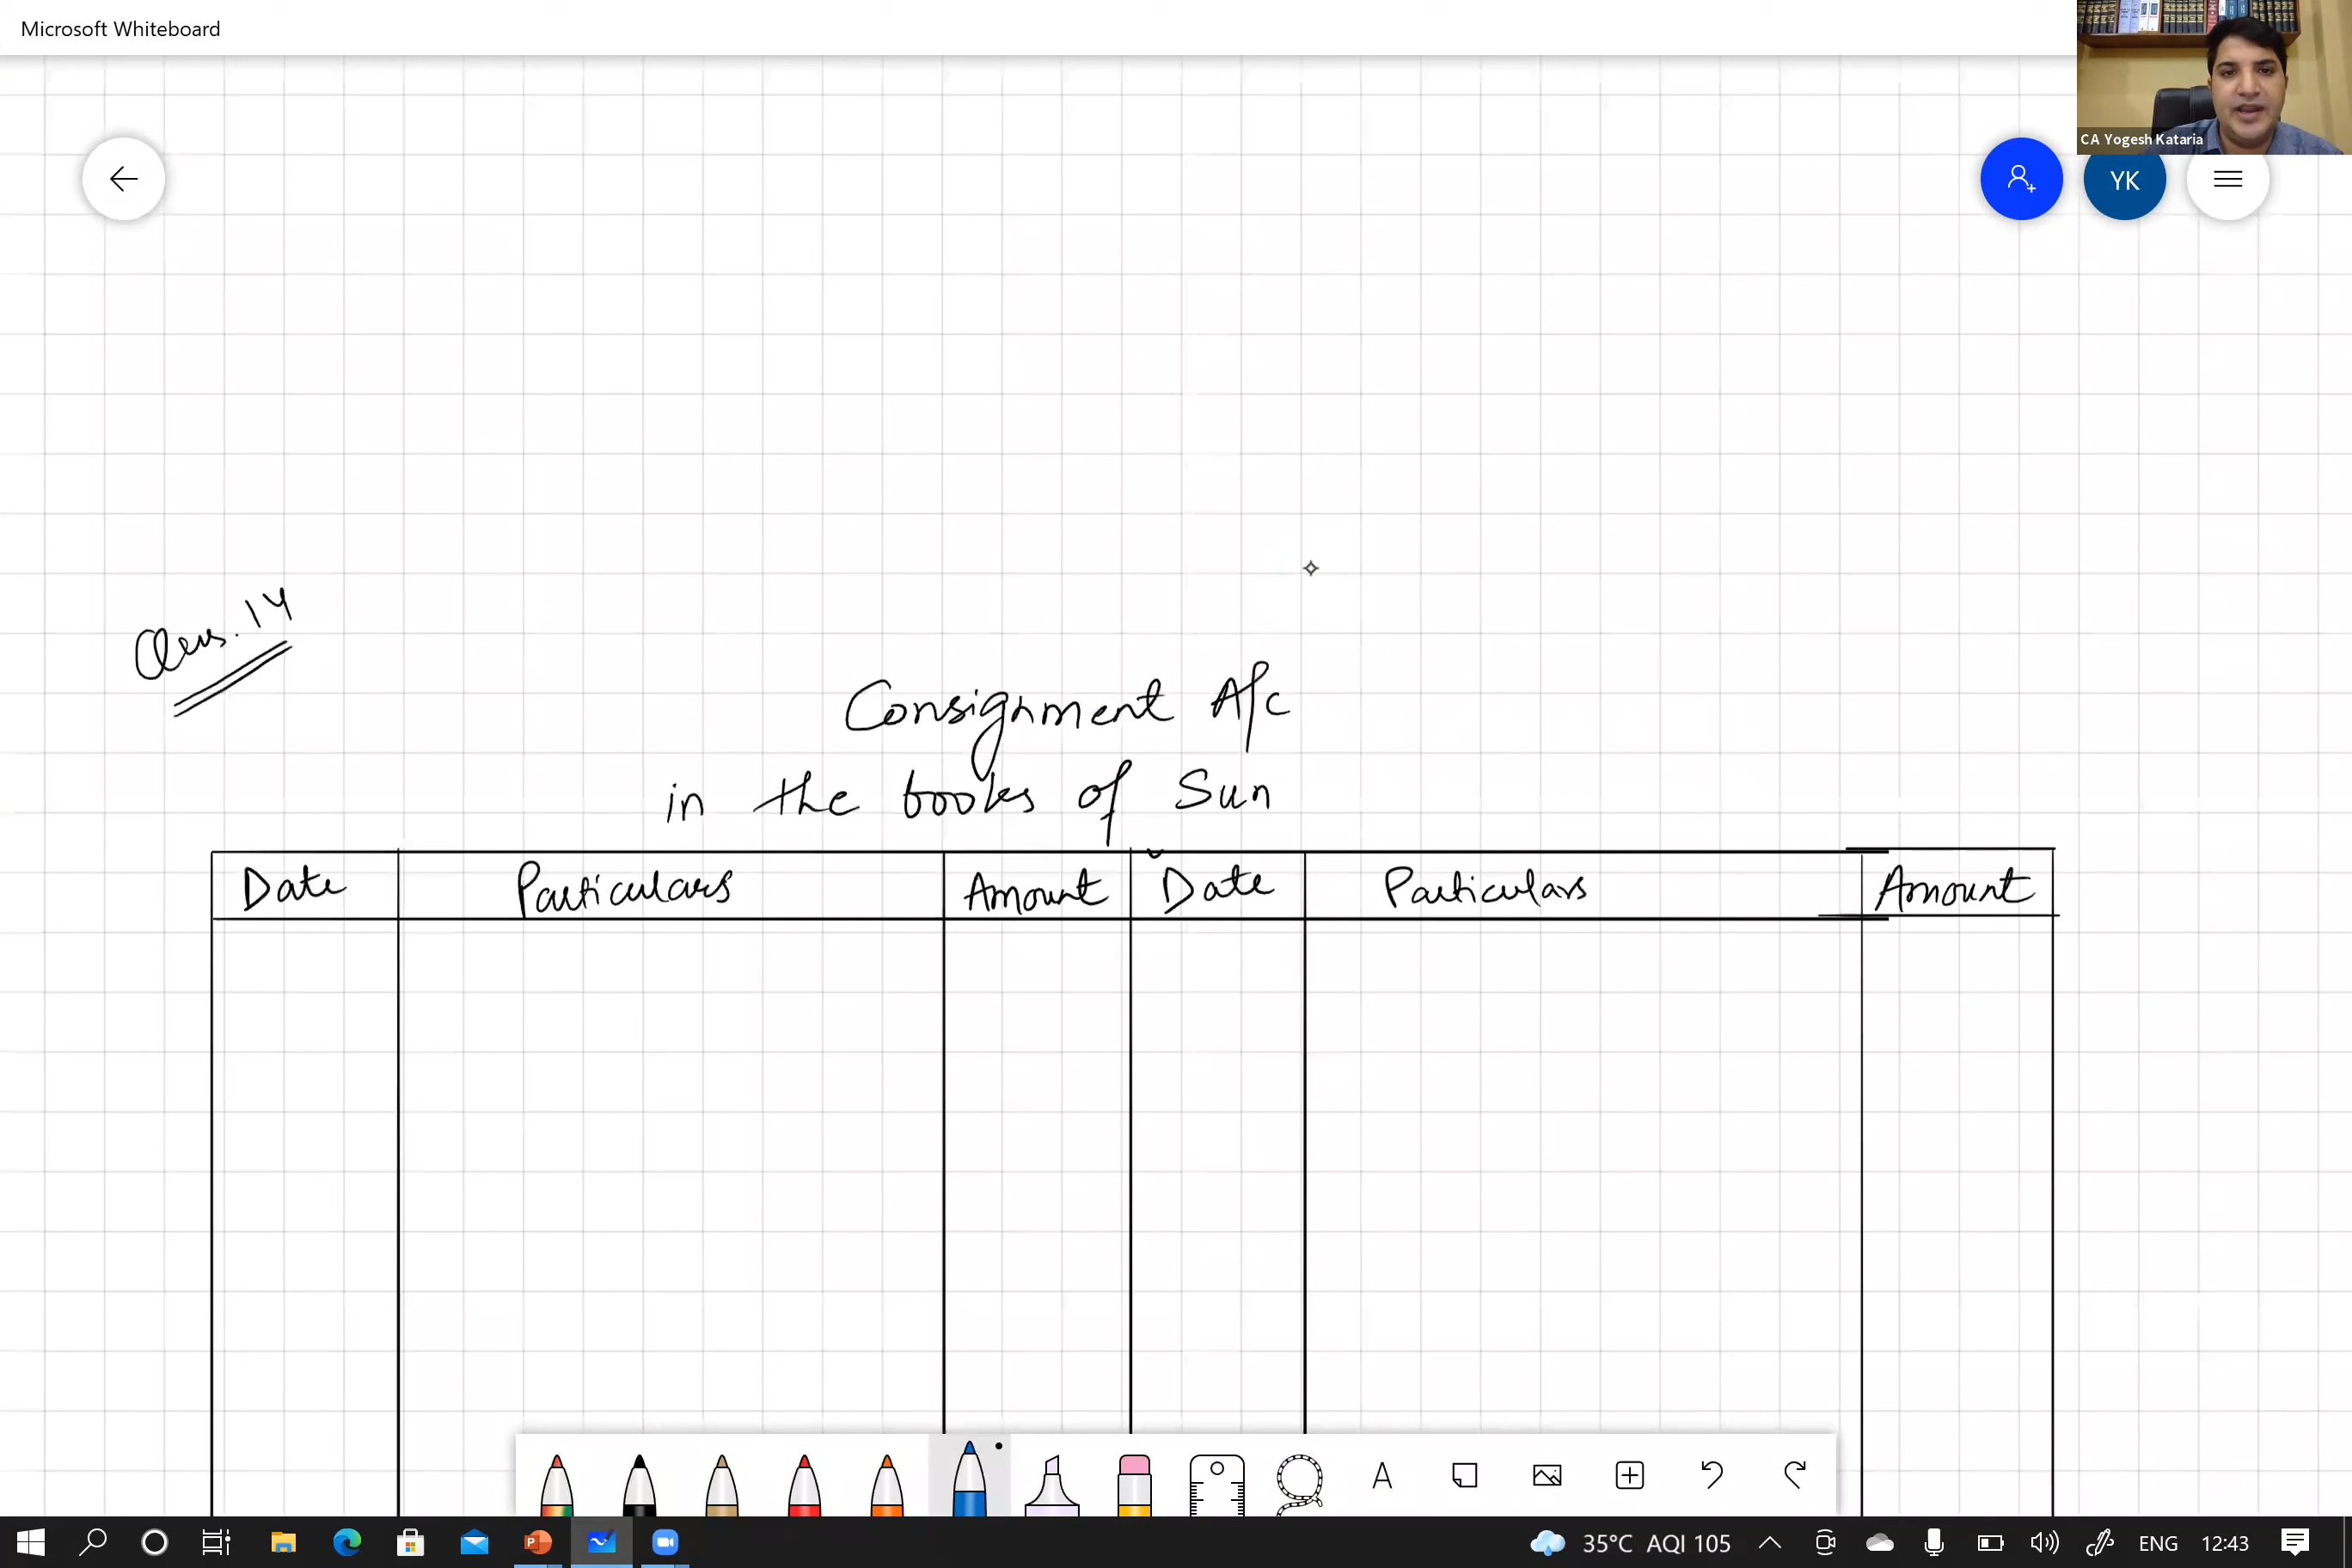 Microsoft Whiteboard
CA Yogesh Kataria
YK
Ques. 14
Consignment A/c
in the books of Sun
Date Particulars Amount Date Particulars Amount
A
35°C AQI 105 ENG 12:43